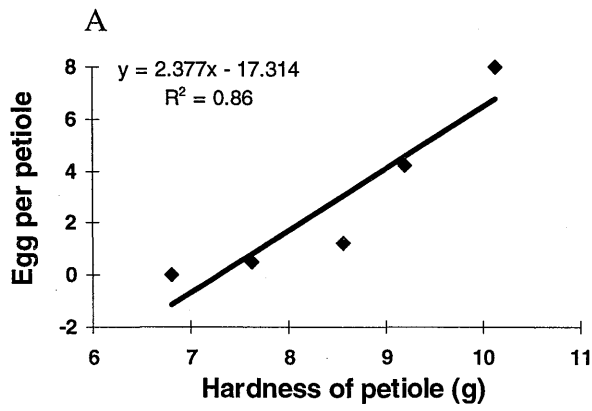 A
y = 2.377x - 17.314
R² = 0.86
Egg per petiole
8
6
4
2
0
-2
6 7 8 9 10 11
Hardness of petiole (g)